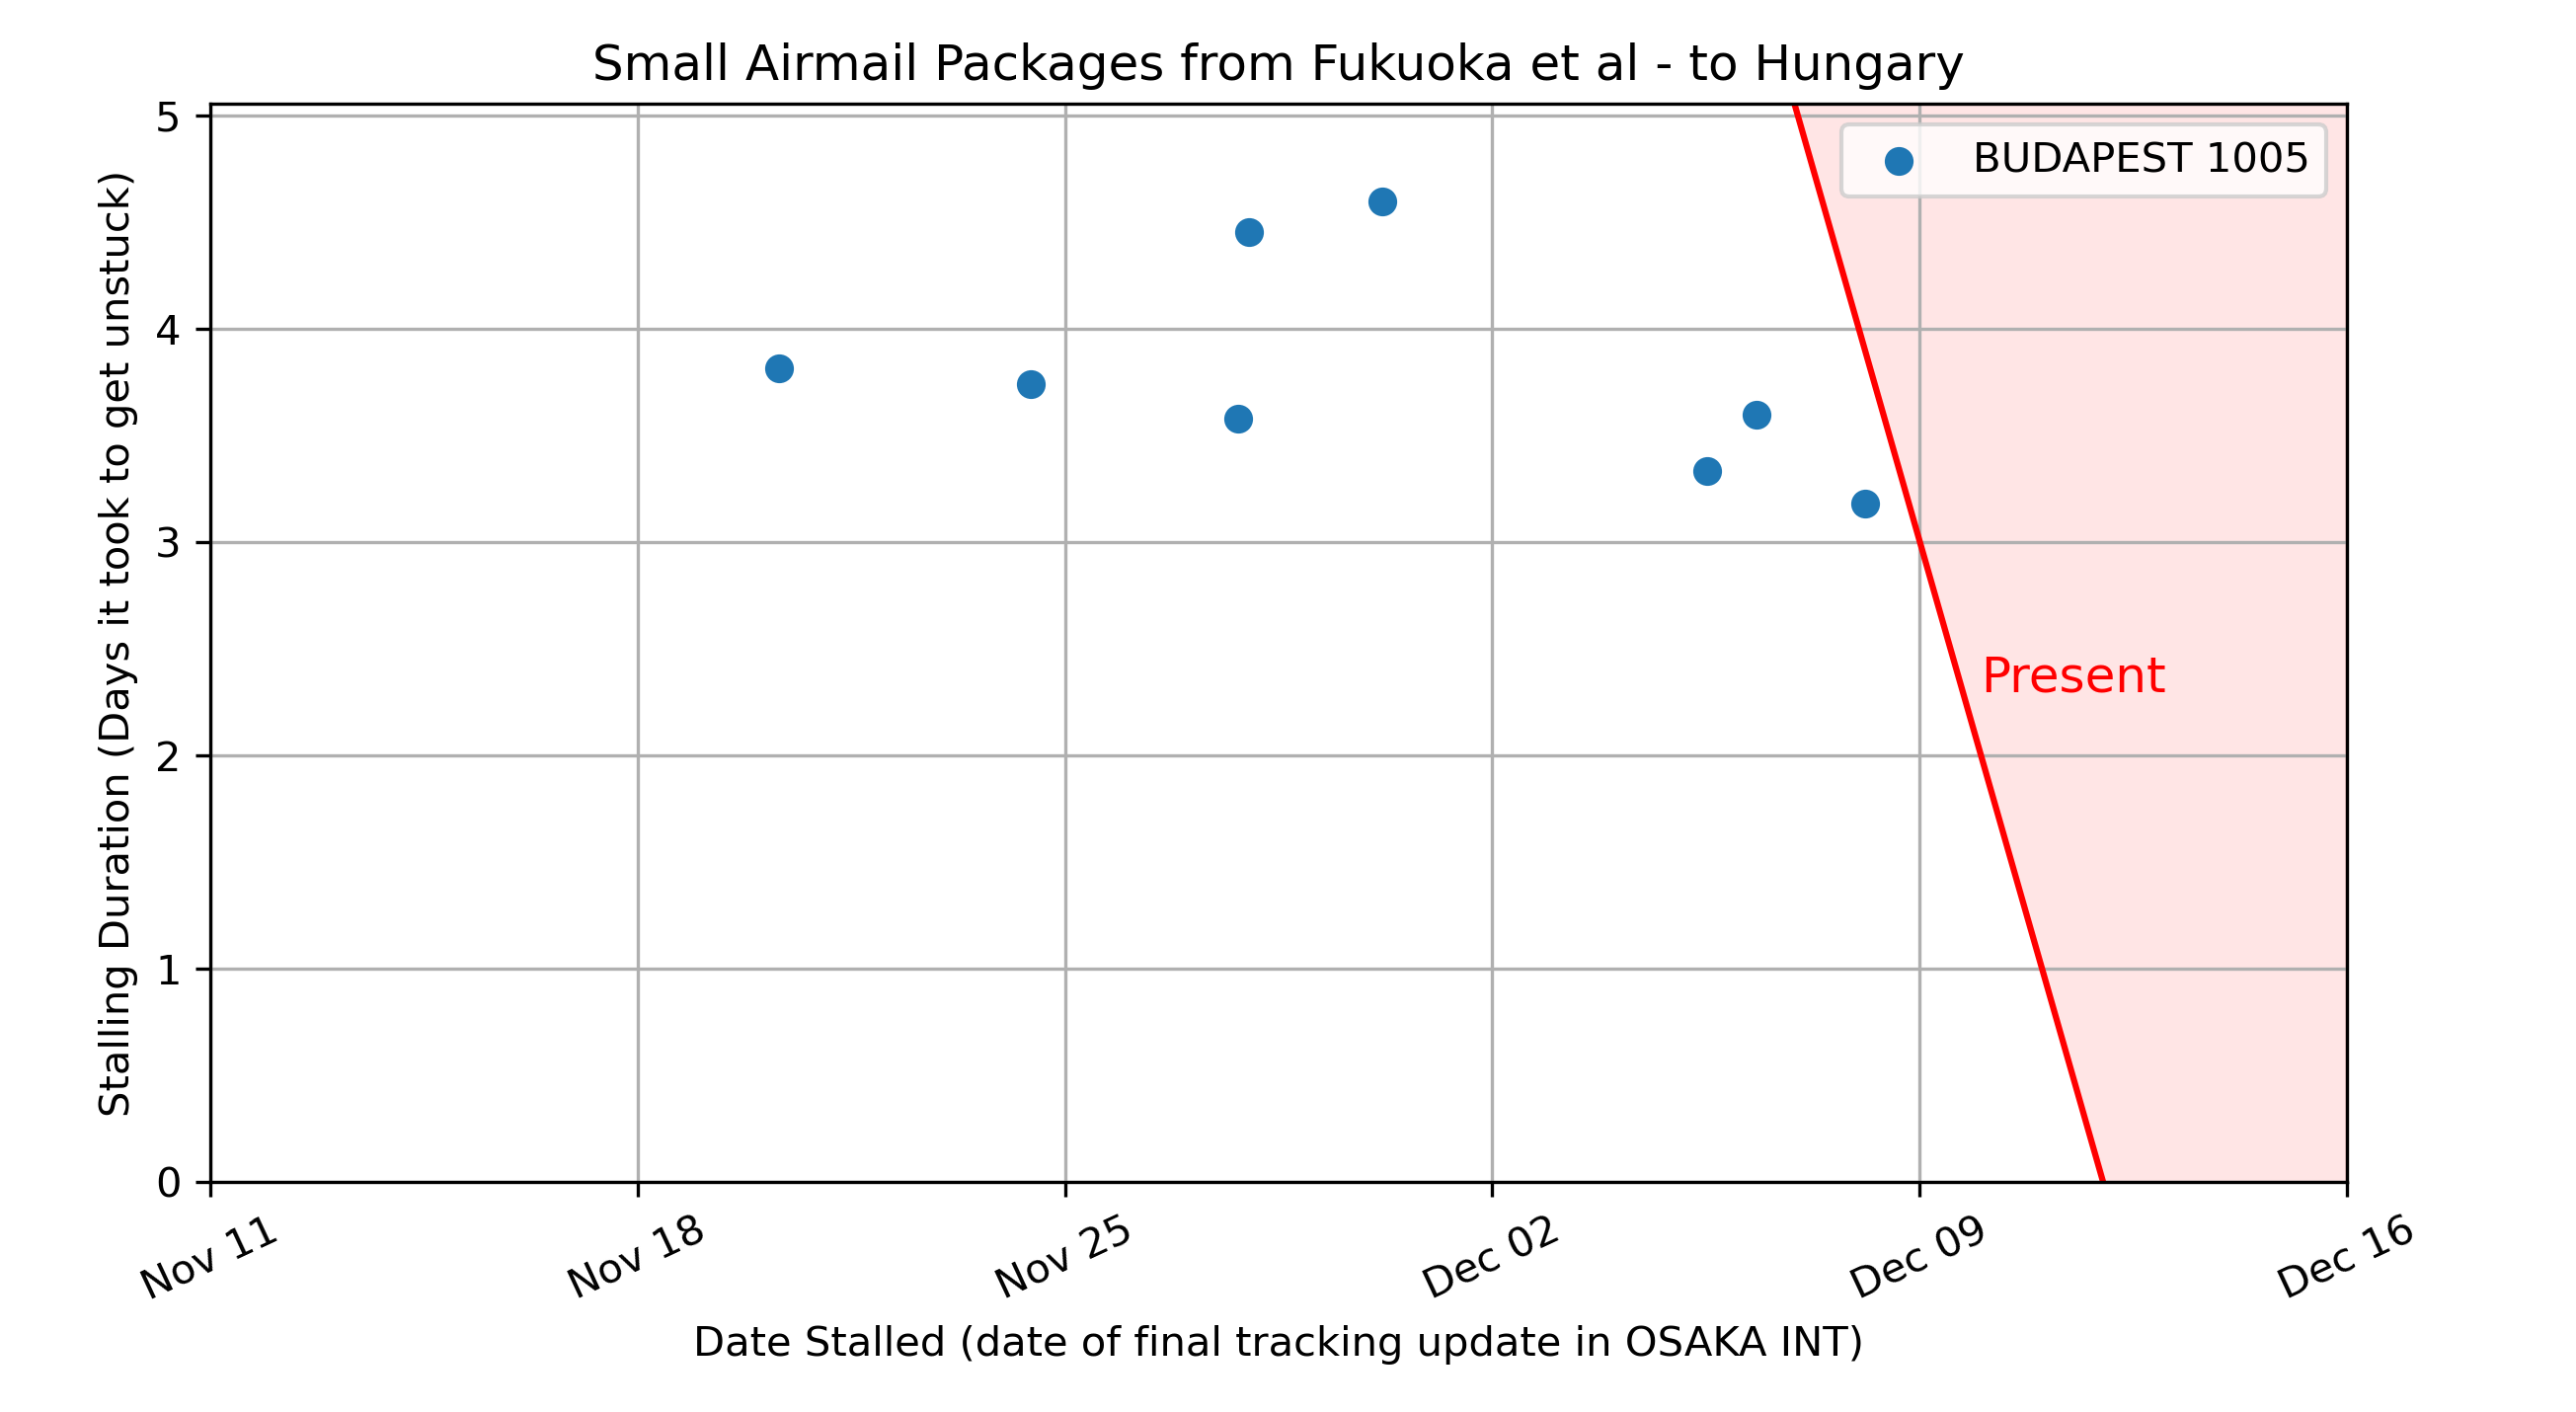 Small Airmail Packages from Fukuoka et al - to Hungary
Stalling Duration (Days it took to get unstuck)
5
4
3
2
1
0
BUDAPEST 1005
Present
Nov 11
Nov 18
Nov 25
Dec 02
Dec 09
Dec 16
Date Stalled (date of final tracking update in OSAKA INT)